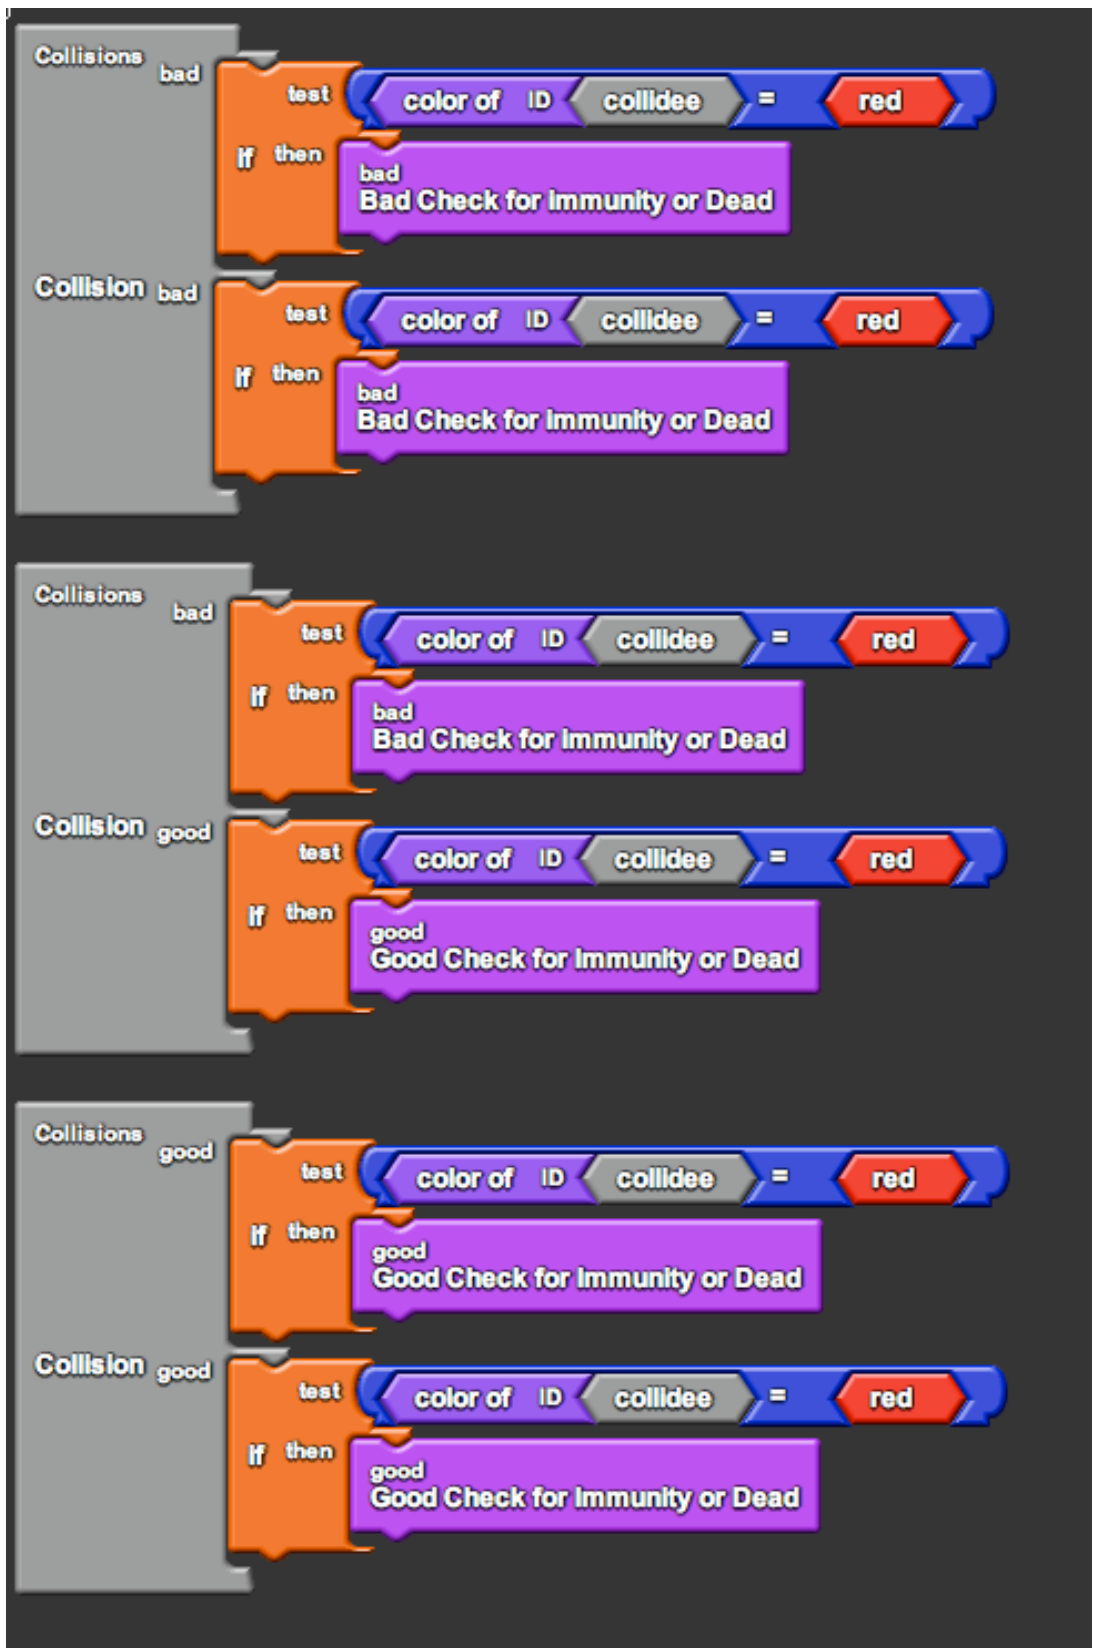 Collisions bad
test color of ID collidee = red
If then
bad
Bad Check for Immunity or Dead
Collision bad
test color of ID collidee = red
If then
bad
Bad Check for Immunity or Dead
Collisions bad
test color of ID collidee = red
If then
bad
Bad Check for Immunity or Dead
Collision good
test color of ID collidee = red
If then
good
Good Check for Immunity or Dead
Collisions good
test color of ID collidee = red
If then
good
Good Check for Immunity or Dead
Collision good
test color of ID collidee = red
If then
good
Good Check for Immunity or Dead